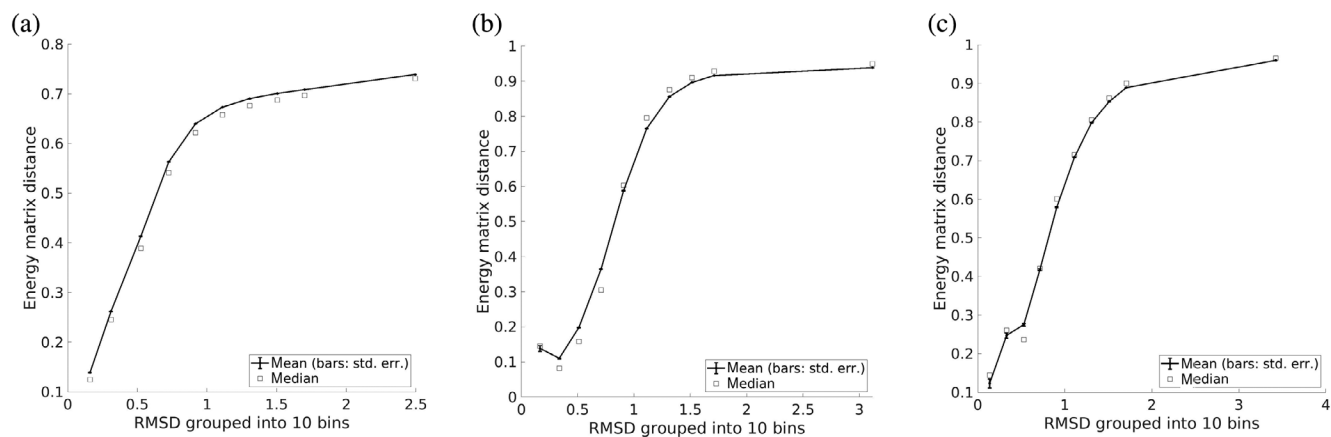 (a)
0.8
0.7
0.6
0.5
0.4
0.3
0.2
0.1
Energy matrix distance
Mean (bars: std. err.)
Median
0 0.5 1 1.5 2 2.5
RMSD grouped into 10 bins
(b)
1
0.9
0.8
0.7
0.6
0.5
0.4
0.3
0.2
0.1
0
Energy matrix distance
Mean (bars: std. err.)
Median
0 0.5 1 1.5 2 2.5 3
RMSD grouped into 10 bins
(c)
1
0.9
0.8
0.7
0.6
0.5
0.4
0.3
0.2
0.1
Energy matrix distance
Mean (bars: std. err.)
Median
0 1 2 3 4
RMSD grouped into 10 bins